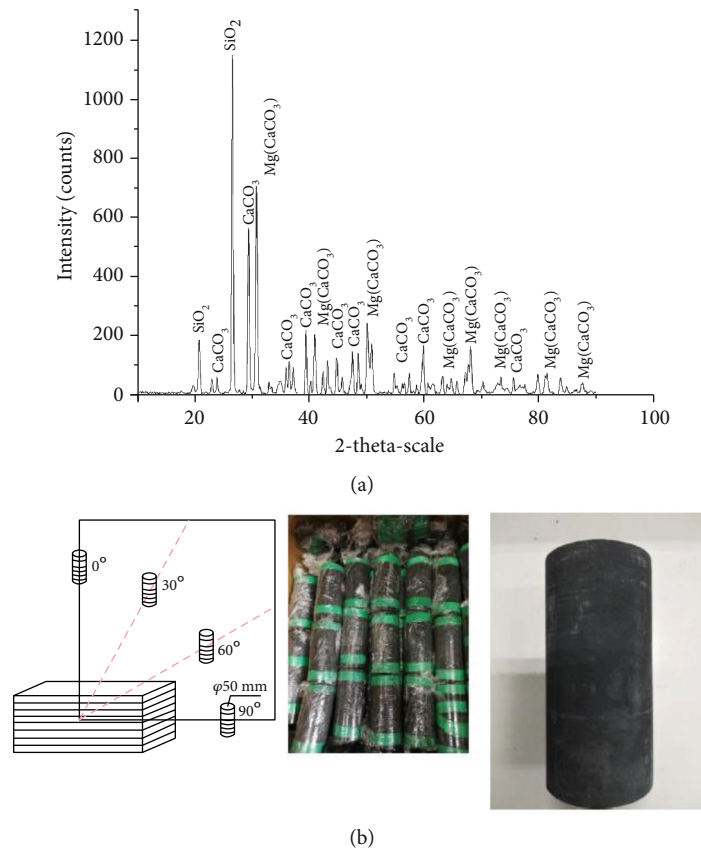 1200
1000
800
600
400
200
0
Intensity (counts)
SiO₂
CaCO₃
SiO₂
CaCO₃
Mg(CaCO₃)
CaCO₃
CaCO₃
Mg(CaCO₃)
CaCO₃
CaCO₃
Mg(CaCO₃)
CaCO₃
CaCO₃
Mg(CaCO₃)
Mg(CaCO₃)
Mg(CaCO₃)
CaCO₃
Mg(CaCO₃)
Mg(CaCO₃)
20 40 60 80 100
2-theta-scale
(a)
0°
30°
60°
φ50 mm
90°
(b)